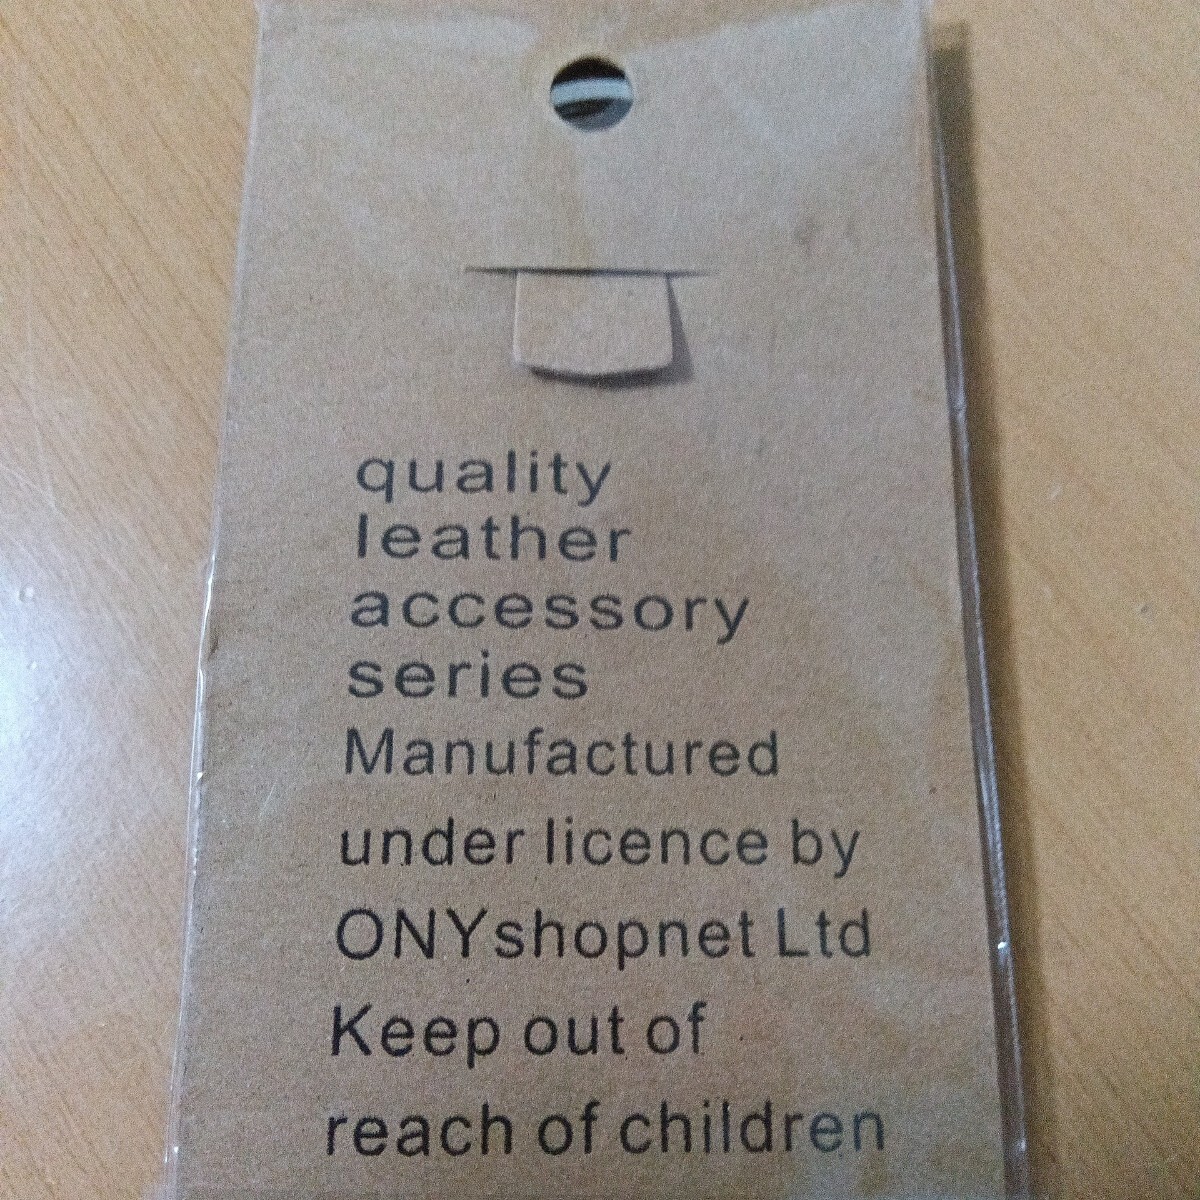 quality
leather
accessory
series
Manufactured
under licence by
ONYshopnet Ltd
Keep out of
reach of children